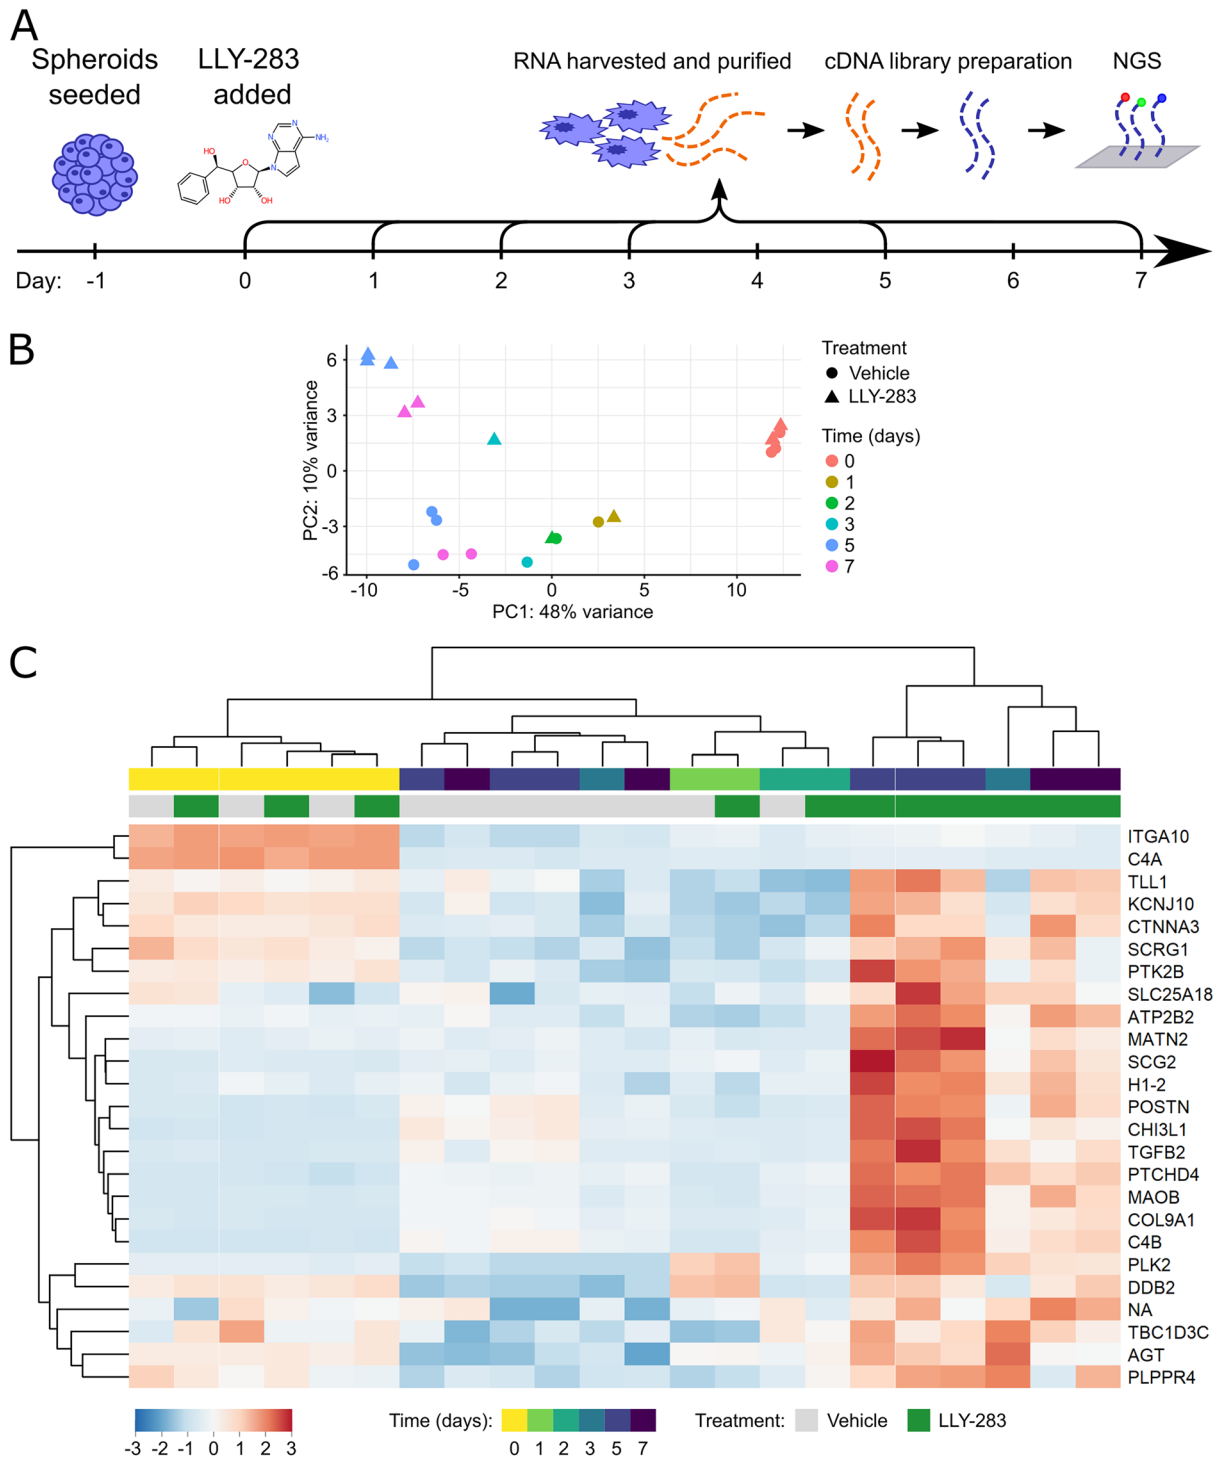 A
Spheroids
seeded
LLY-283
added
RNA harvested and purified
cDNA library preparation
NGS
N
N
N
NH₂
HO
O
HO
OH
Day:
-1
0
1
2
3
4
5
6
7
B
6
3
0
-3
-6
PC2: 10% variance
-10
-5
0
5
10
PC1: 48% variance
Treatment
Vehicle
LLY-283
Time (days)
0
1
2
3
5
7
C
ITGA10
C4A
TLL1
KCNJ10
CTNNA3
SCRG1
PTK2B
SLC25A18
ATP2B2
MATN2
SCG2
H1-2
POSTN
CHI3L1
TGFB2
PTCHD4
MAOB
COL9A1
C4B
PLK2
DDB2
NA
TBC1D3C
AGT
PLPPR4
-3 -2 -1 0 1 2 3
Time (days):
0 1 2 3 5 7
Treatment:
Vehicle
LLY-283